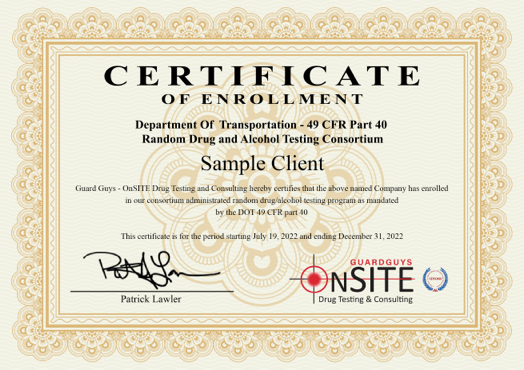 CERTIFICATE
OF ENROLLMENT
Department Of Transportation - 49 CFR Part 40
Random Drug and Alcohol Testing Consortium
Sample Client
Guard Guys - OnSITE Drug Testing and Consulting hereby certifies that the above named Company has enrolled
in our consortium administrated random drug/alcohol testing program as mandated
by the DOT 49 CFR part 40
This certificate is for the period starting July 19, 2022 and ending December 31, 2022
Patrick Lawler
GUARDGUYS
ONSITE
Drug Testing & Consulting